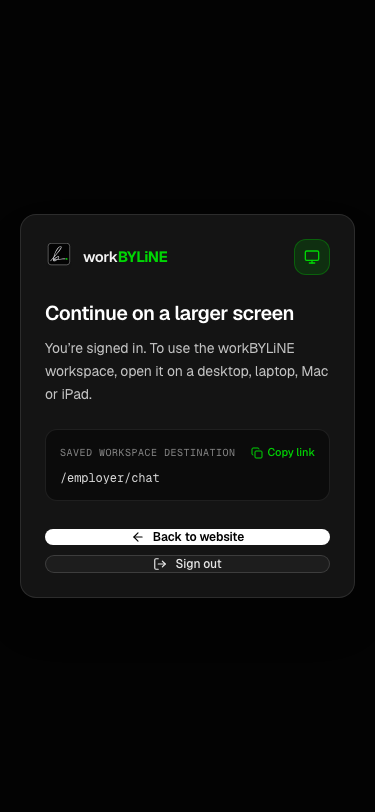 workBYLiNE
Continue on a larger screen
You’re signed in. To use the workBYLiNE
workspace, open it on a desktop, laptop, Mac
or iPad.
SAVED WORKSPACE DESTINATION Copy link
/employer/chat
Back to website
Sign out